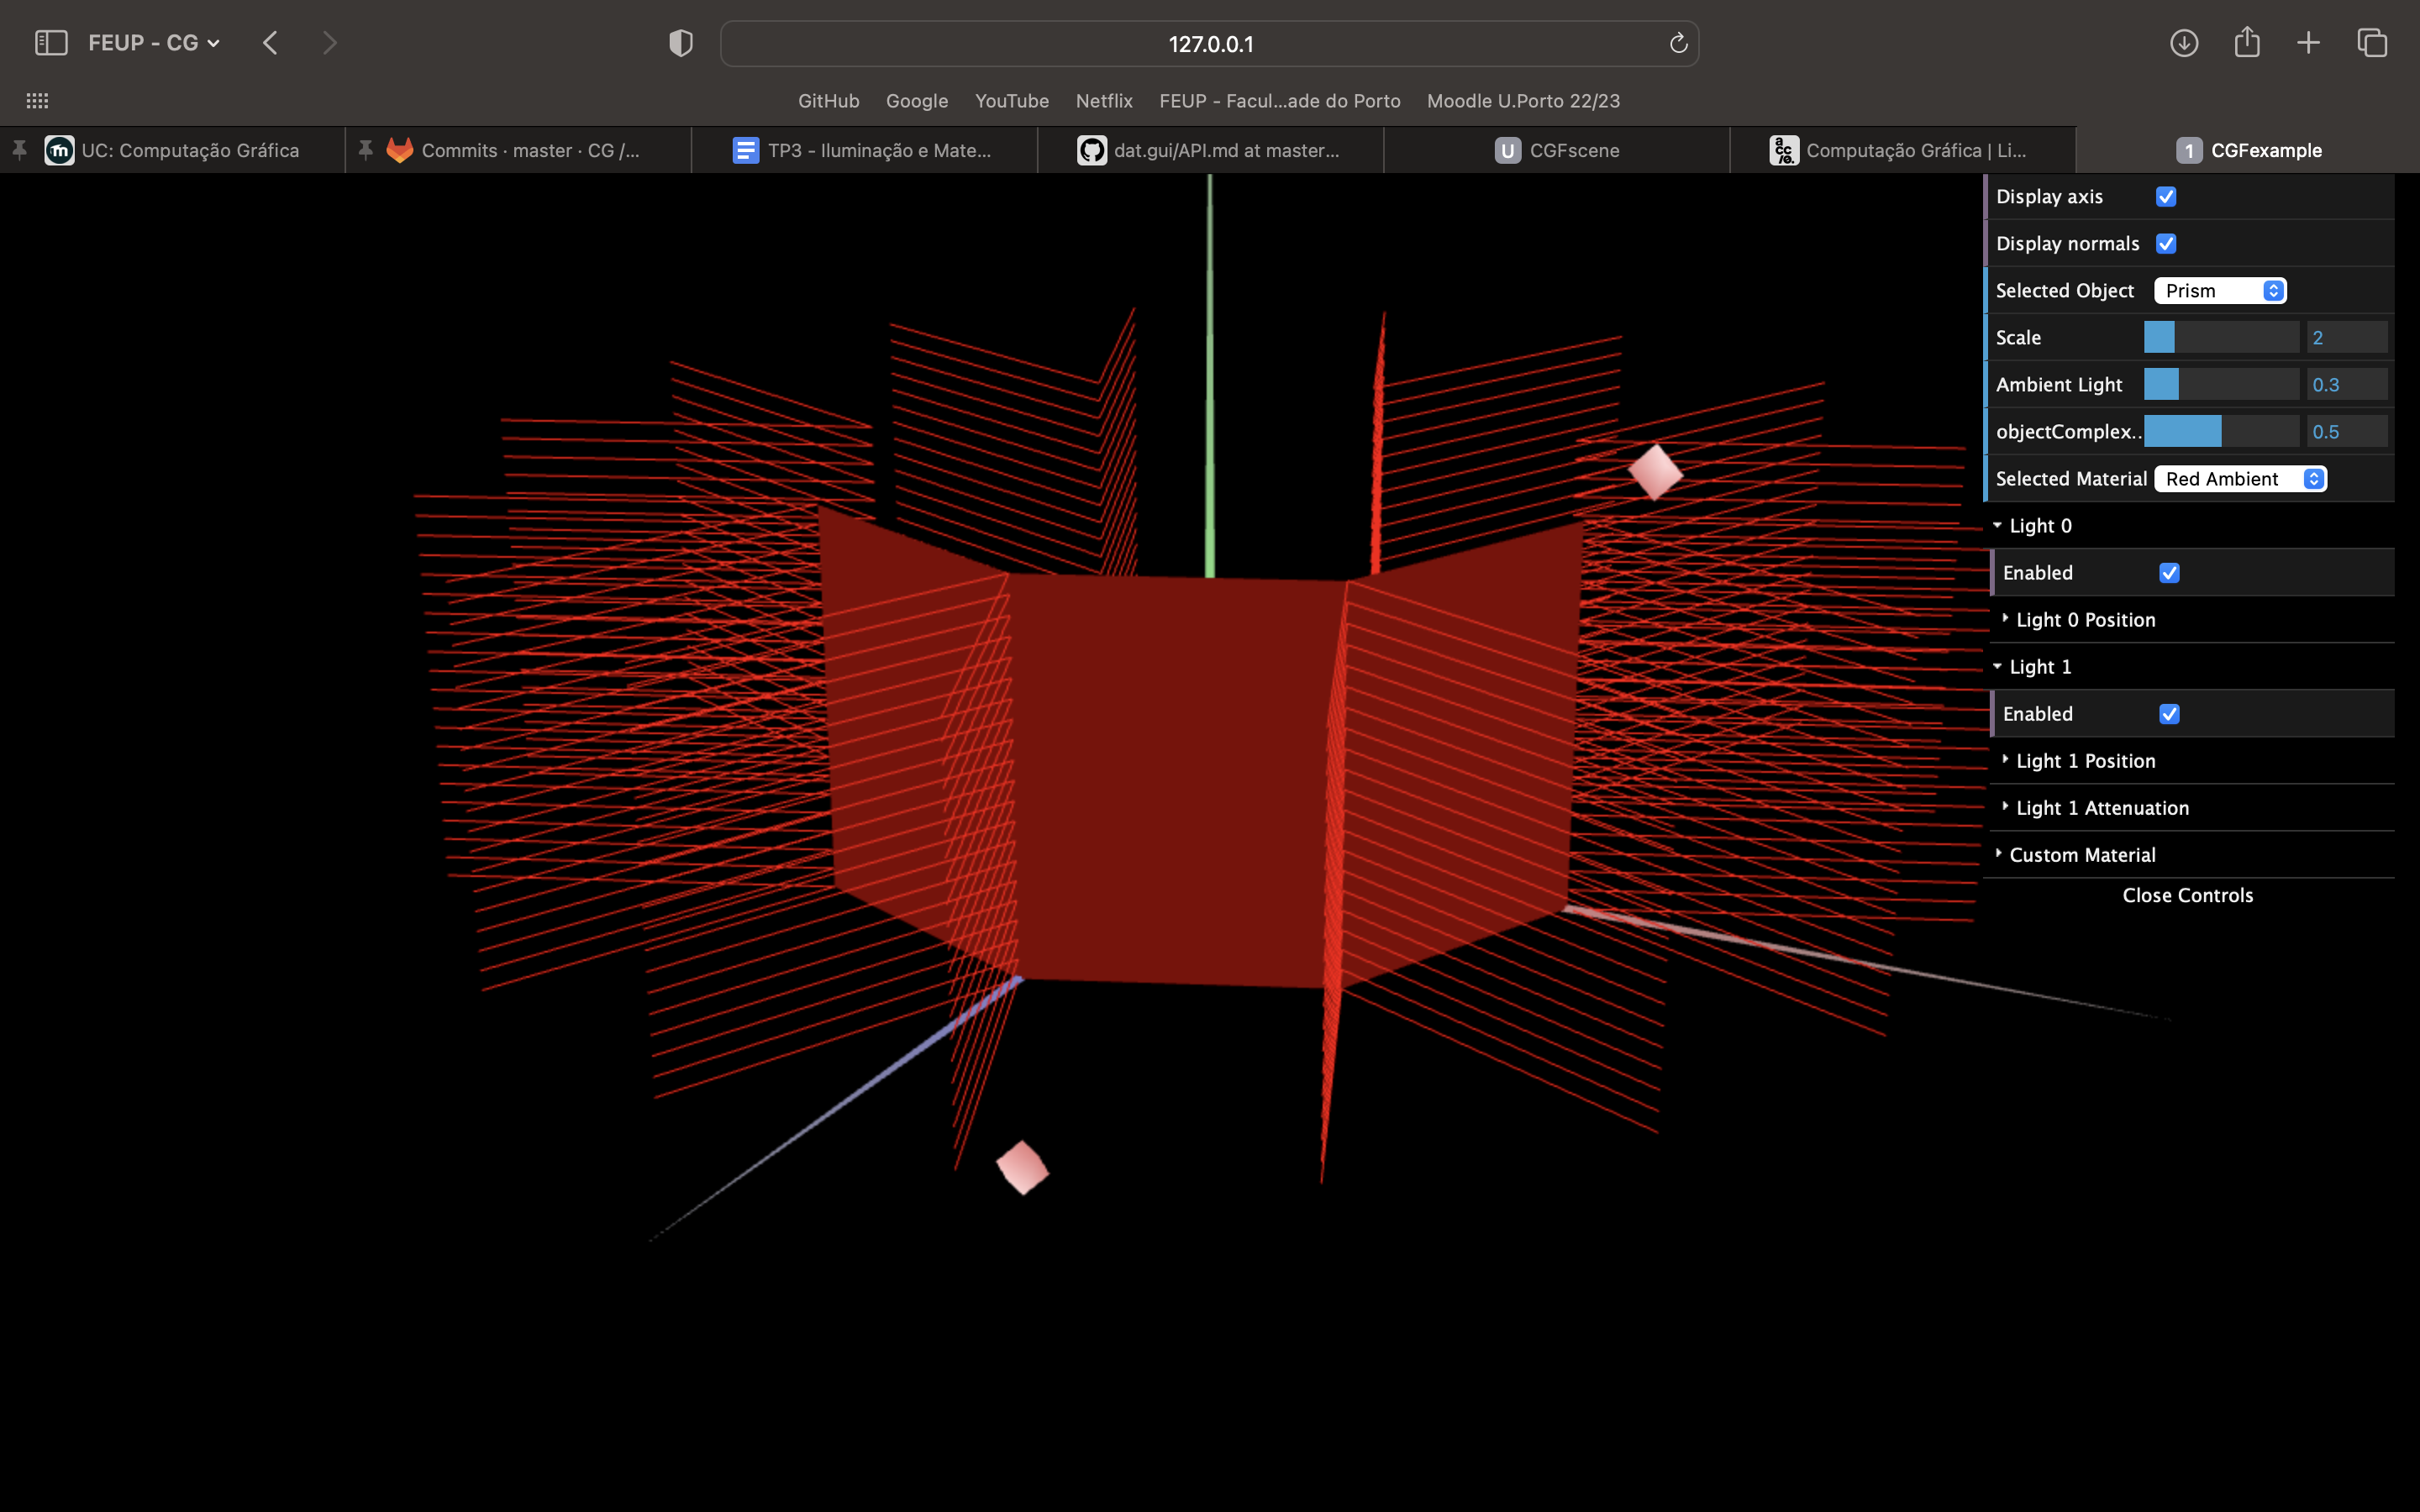 FEUP - CG
127.0.0.1
GitHub Google YouTube Netflix FEUP - Facul...ade do Porto Moodle U.Porto 22/23
UC: Computação Gráfica
Commits · master · CG /...
TP3 - Iluminação e Mate...
dat.gui/API.md at master...
U CGFscene
acc/o. Computação Gráfica | Li...
1 CGFexample
Display axis
Display normals
Selected Object Prism
Scale 2
Ambient Light 0.3
objectComplex... 0.5
Selected Material Red Ambient
Light 0
Enabled
Light 0 Position
Light 1
Enabled
Light 1 Position
Light 1 Attenuation
Custom Material
Close Controls